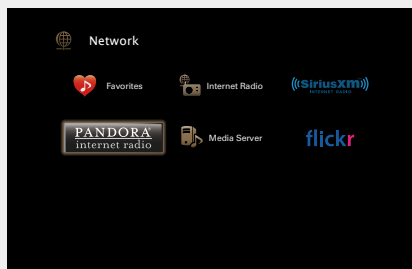 Network
Favorites
Internet Radio
((SiriusXM))
INTERNET RADIO
PANDORA®
internet radio
Media Server
flickr